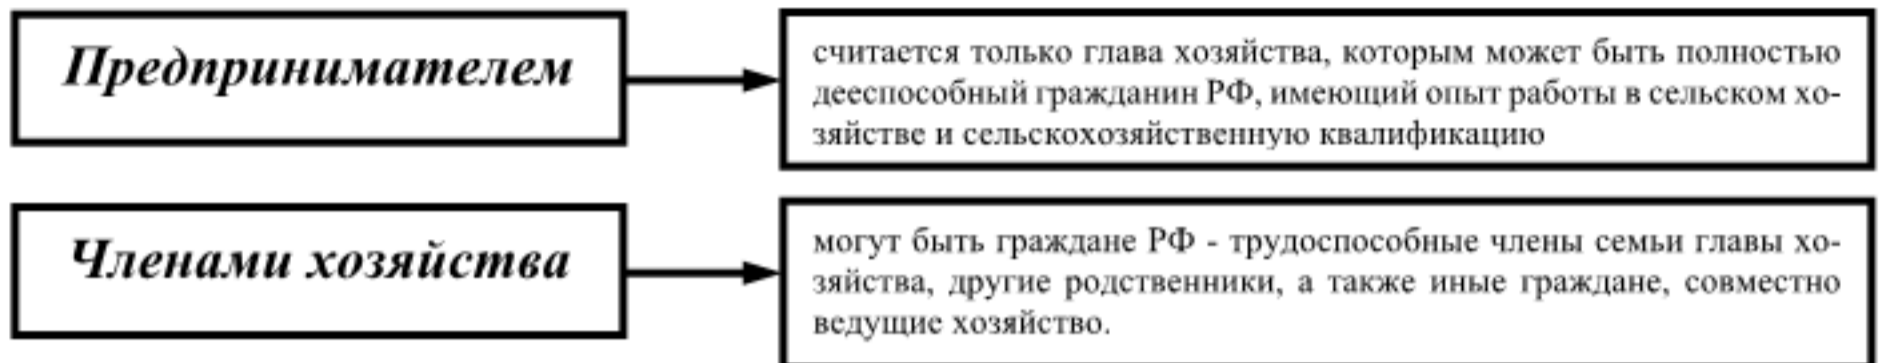 Предпринимателем
считается только глава хозяйства, которым может быть полностью
дееспособный гражданин РФ, имеющий опыт работы в сельском хо-
зяйстве и сельскохозяйственную квалификацию
Членами хозяйства
могут быть граждане РФ - трудоспособные члены семьи главы хо-
зяйства, другие родственники, а также иные граждане, совместно
ведущие хозяйство.